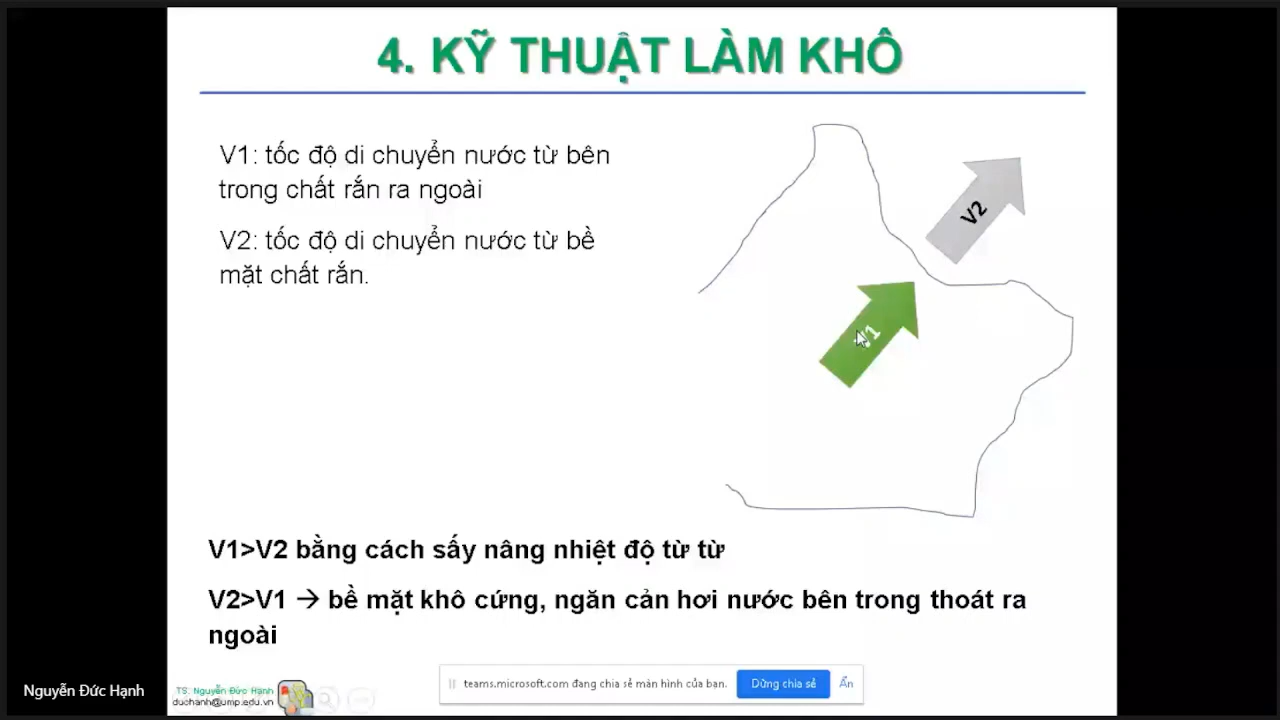 4. KỸ THUẬT LÀM KHÔ
V1: tốc độ di chuyển nước từ bên
trong chất rắn ra ngoài
V2: tốc độ di chuyển nước từ bề
mặt chất rắn.
V2
V1
V1>V2 bằng cách sấy nâng nhiệt độ từ từ
V2>V1 → bề mặt khô cứng, ngăn cản hơi nước bên trong thoát ra
ngoài
Nguyễn Đức Hạnh
TS. Nguyễn Đức Hạnh
duchanh@ump.edu.vn
teams.microsoft.com đang chia sẻ màn hình của bạn.
Dừng chia sẻ
Ẩn